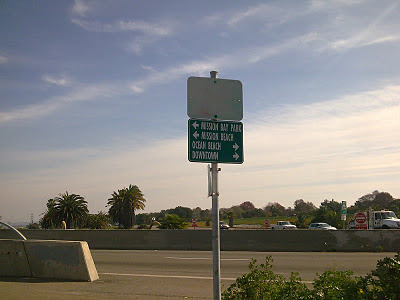 ← MISSION BAY PARK
← MISSION BEACH
OCEAN BEACH →
DOWNTOWN →